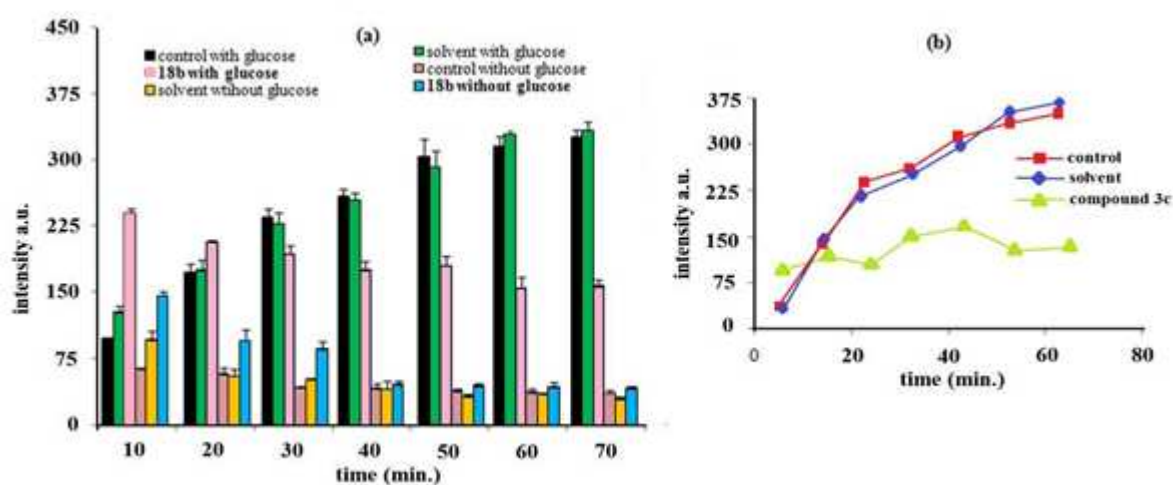 (a)
control with glucose
solvent with glucose
18b with glucose
control without glucose
solvent wtihout glucose
18b without glucose
450
375
300
225
150
75
0
intensity a.u.
10 20 30 40 50 60 70
time (min.)
(b)
375
300
225
150
75
0
intensity a.u.
control
solvent
compound 3c
0 20 40 60 80
time (min.)